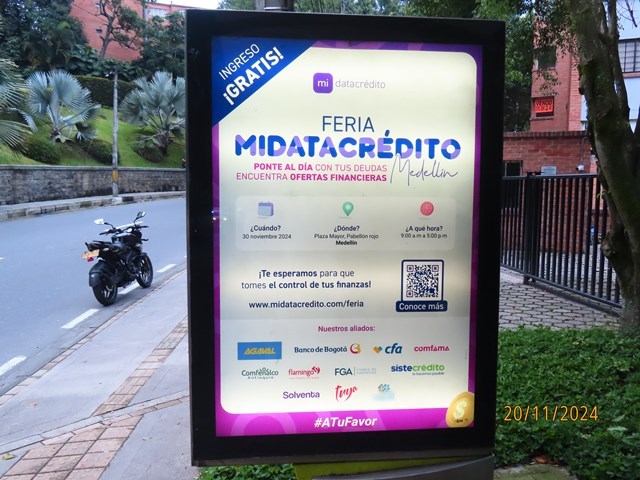 INGRESO
¡GRATIS!
mi datacrédito
FERIA
MIDATACRÉDITO
PONTE AL DÍA CON TUS DEUDAS
ENCUENTRA OFERTAS FINANCIERAS
Medellín
¿Cuándo?
30 noviembre 2024
¿Dónde?
Plaza Mayor, Pabellón rojo
Medellín
¿A qué hora?
9:00 a.m a 5:00 p.m
¡Te esperamos para que
tomes el control de tus finanzas!
www.midatacredito.com/feria
Conoce más
Nuestros aliados:
AGAVAL
Banco de Bogotá
cfa
comfama
Comfenalco
Antioquia
flamingo
FGA
sistecrédito
Solventa
tuya
#ATuFavor
20/11/2024